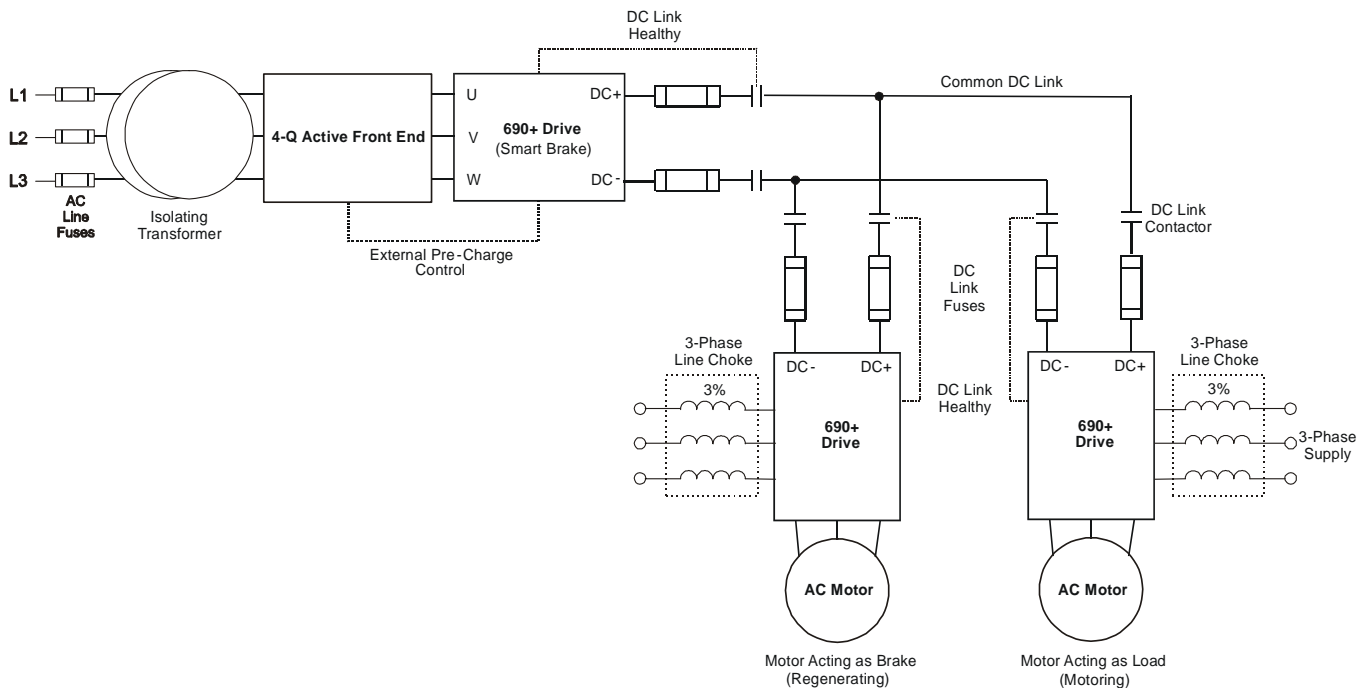 DC Link
Healthy
L1
L2
L3
AC
Line
Fuses
Isolating
Transformer
4-Q Active Front End
External Pre-Charge
Control
U
V
W
690+ Drive
(Smart Brake)
DC+
DC-
Common DC Link
DC Link
Contactor
DC
Link
Fuses
DC Link
Healthy
3-Phase
Line Choke
3%
DC-
DC+
690+
Drive
AC Motor
Motor Acting as Brake
(Regenerating)
DC-
DC+
690+
Drive
3-Phase
Line Choke
3%
3-Phase
Supply
AC Motor
Motor Acting as Load
(Motoring)